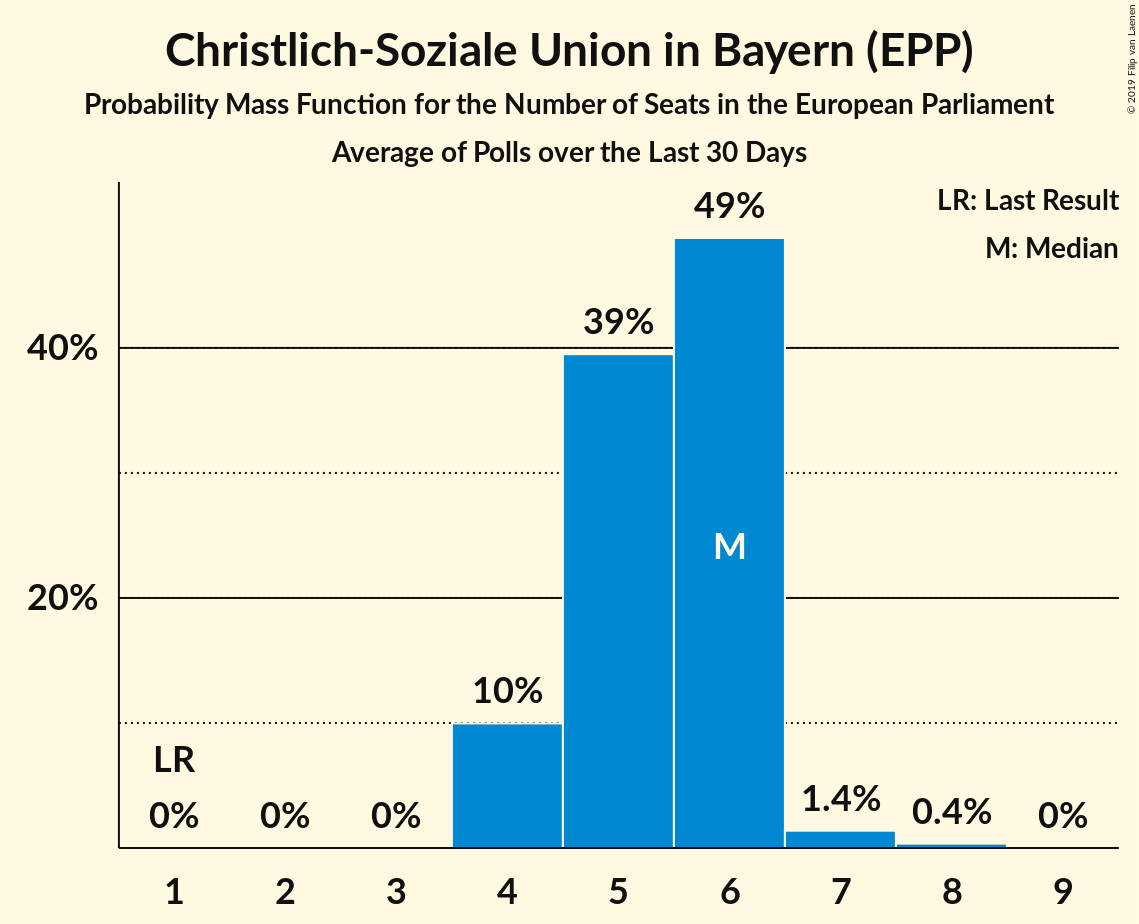 Christlich-Soziale Union in Bayern (EPP)
Probability Mass Function for the Number of Seats in the European Parliament
Average of Polls over the Last 30 Days
© 2019 Filip van Laenen
LR: Last Result
M: Median
49%
39%
40%
M
20%
10%
LR
0% 0% 0% 1.4% 0.4% 0%
1 2 3 4 5 6 7 8 9